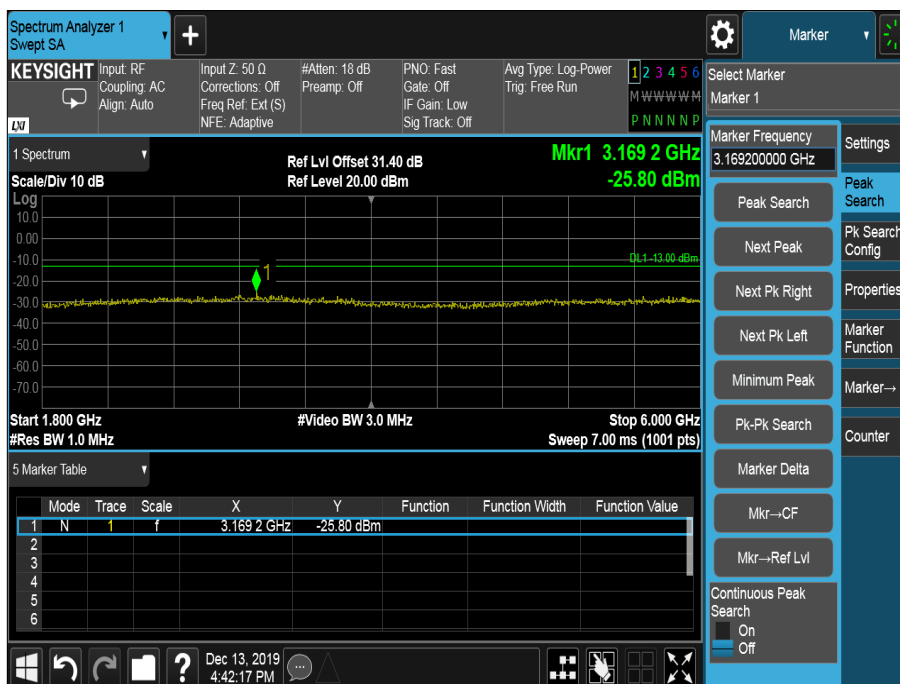 Spectrum Analyzer 1
Swept SA
Marker
KEYSIGHT
LXI
Input: RF
Coupling: AC
Align: Auto
Input Z: 50 Ω
Corrections: Off
Freq Ref: Ext (S)
NFE: Adaptive
#Atten: 18 dB
Preamp: Off
PNO: Fast
Gate: Off
IF Gain: Low
Sig Track: Off
Avg Type: Log-Power
Trig: Free Run
1 2 3 4 5 6
M W W W W M
P N N N N P
Select Marker
Marker 1
1 Spectrum
Scale/Div 10 dB
Log
Ref Lvl Offset 31.40 dB
Ref Level 20.00 dBm
Mkr1 3.169 2 GHz
-25.80 dBm
10.0
0.00
-10.0
-20.0
-30.0
-40.0
-50.0
-60.0
-70.0
DL1 -13.00 dBm
1
Start 1.800 GHz
#Res BW 1.0 MHz
#Video BW 3.0 MHz
Stop 6.000 GHz
Sweep 7.00 ms (1001 pts)
5 Marker Table
Mode Trace Scale X Y Function Function Width Function Value
1 N 1 f 3.169 2 GHz -25.80 dBm
2
3
4
5
6
Marker Frequency
3.169200000 GHz
Peak Search
Next Peak
Next Pk Right
Next Pk Left
Minimum Peak
Pk-Pk Search
Marker Delta
Mkr→CF
Mkr→Ref Lvl
Continuous Peak
Search
On
Off
Settings
Peak
Search
Pk Search
Config
Properties
Marker
Function
Marker→
Counter
?
Dec 13, 2019
4:42:17 PM